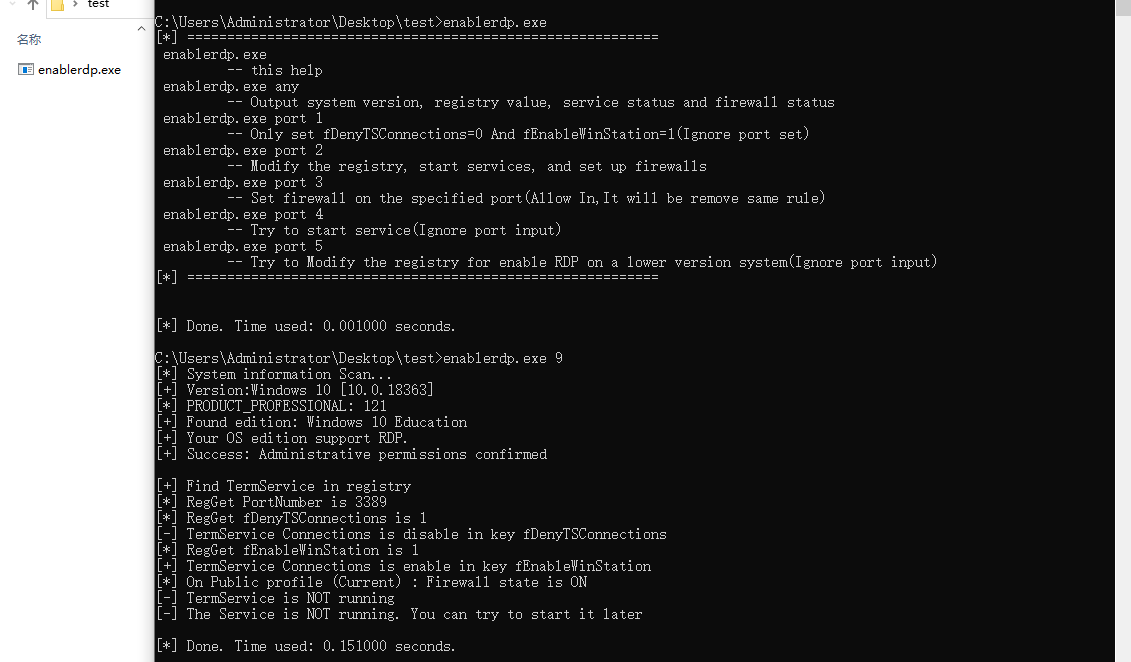 test
名称
enablerdp.exe
C:\Users\Administrator\Desktop\test>enablerdp.exe
[*] ===========================================================
enablerdp.exe
-- this help
enablerdp.exe any
-- Output system version, registry value, service status and firewall status
enablerdp.exe port 1
-- Only set fDenyTSConnections=0 And fEnableWinStation=1(Ignore port set)
enablerdp.exe port 2
-- Modify the registry, start services, and set up firewalls
enablerdp.exe port 3
-- Set firewall on the specified port(Allow In,It will be remove same rule)
enablerdp.exe port 4
-- Try to start service(Ignore port input)
enablerdp.exe port 5
-- Try to Modify the registry for enable RDP on a lower version system(Ignore port input)
[*] ===========================================================
[*] Done. Time used: 0.001000 seconds.
C:\Users\Administrator\Desktop\test>enablerdp.exe 9
[*] System information Scan...
[+] Version:Windows 10 [10.0.18363]
[*] PRODUCT_PROFESSIONAL: 121
[+] Found edition: Windows 10 Education
[+] Your OS edition support RDP.
[+] Success: Administrative permissions confirmed
[+] Find TermService in registry
[*] RegGet PortNumber is 3389
[*] RegGet fDenyTSConnections is 1
[-] TermService Connections is disable in key fDenyTSConnections
[*] RegGet fEnableWinStation is 1
[+] TermService Connections is enable in key fEnableWinStation
[*] On Public profile (Current) : Firewall state is ON
[-] TermService is NOT running
[-] The Service is NOT running. You can try to start it later
[*] Done. Time used: 0.151000 seconds.